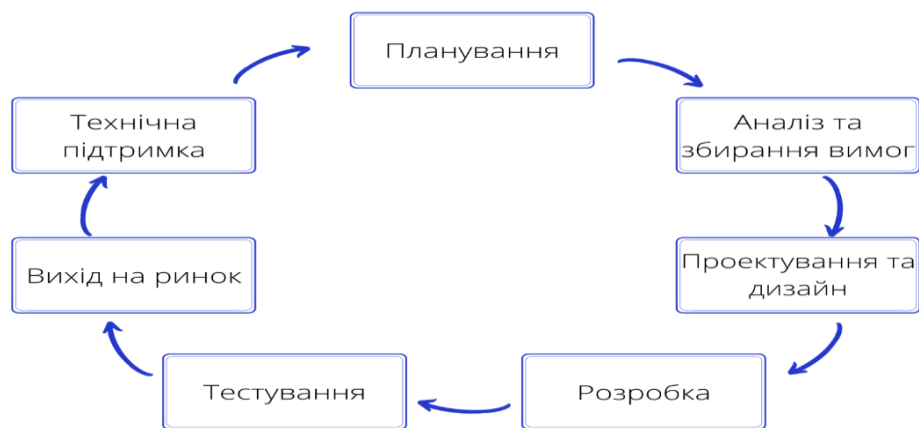 Планування
Аналіз та
збирання вимог
Проектування та
дизайн
Розробка
Тестування
Вихід на ринок
Технічна
підтримка